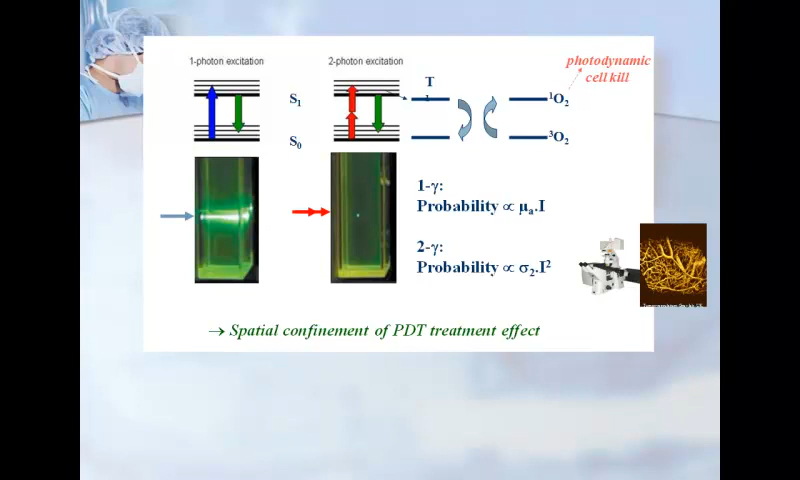 1-photon excitation
2-photon excitation
photodynamic
cell kill
T
S₁
¹O₂
S₀
³O₂
1-γ:
Probability ∝ μₐ.I
2-γ:
Probability ∝ σ₂.I²
→ Spatial confinement of PDT treatment effect